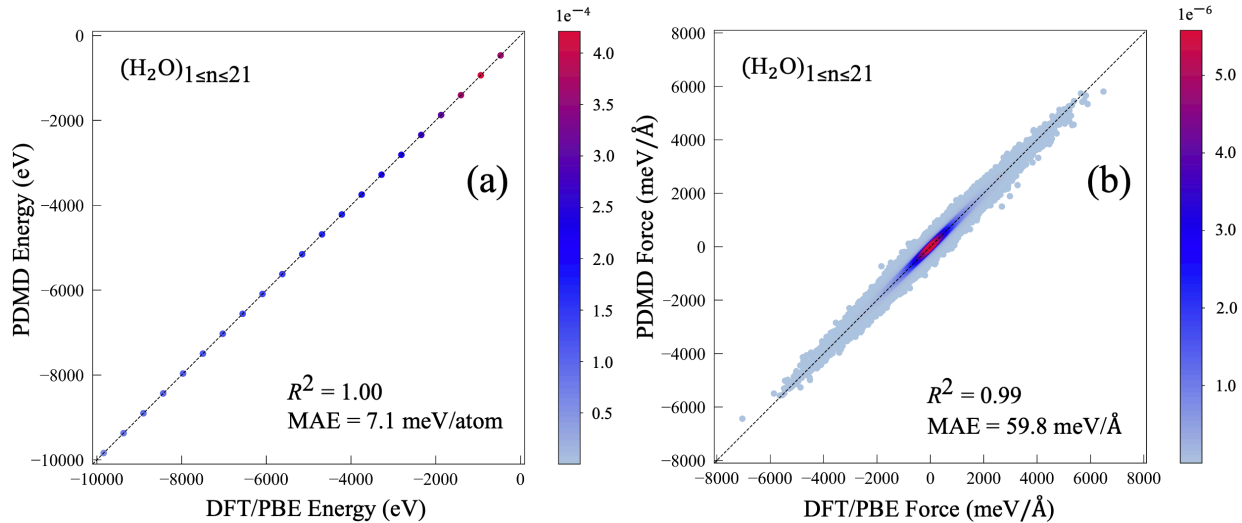 1e−4
(H₂O)₁≤n≤21
(a)
R² = 1.00
MAE = 7.1 meV/atom
PDMD Energy (eV)
0
−2000
−4000
−6000
−8000
−10000
−10000 −8000 −6000 −4000 −2000 0
DFT/PBE Energy (eV)
4.0
3.5
3.0
2.5
2.0
1.5
1.0
0.5
1e−6
(H₂O)₁≤n≤21
(b)
R² = 0.99
MAE = 59.8 meV/Å
PDMD Force (meV/Å)
8000
6000
4000
2000
0
−2000
−4000
−6000
−8000
−8000 −6000 −4000 −2000 0 2000 4000 6000 8000
DFT/PBE Force (meV/Å)
5.0
4.0
3.0
2.0
1.0